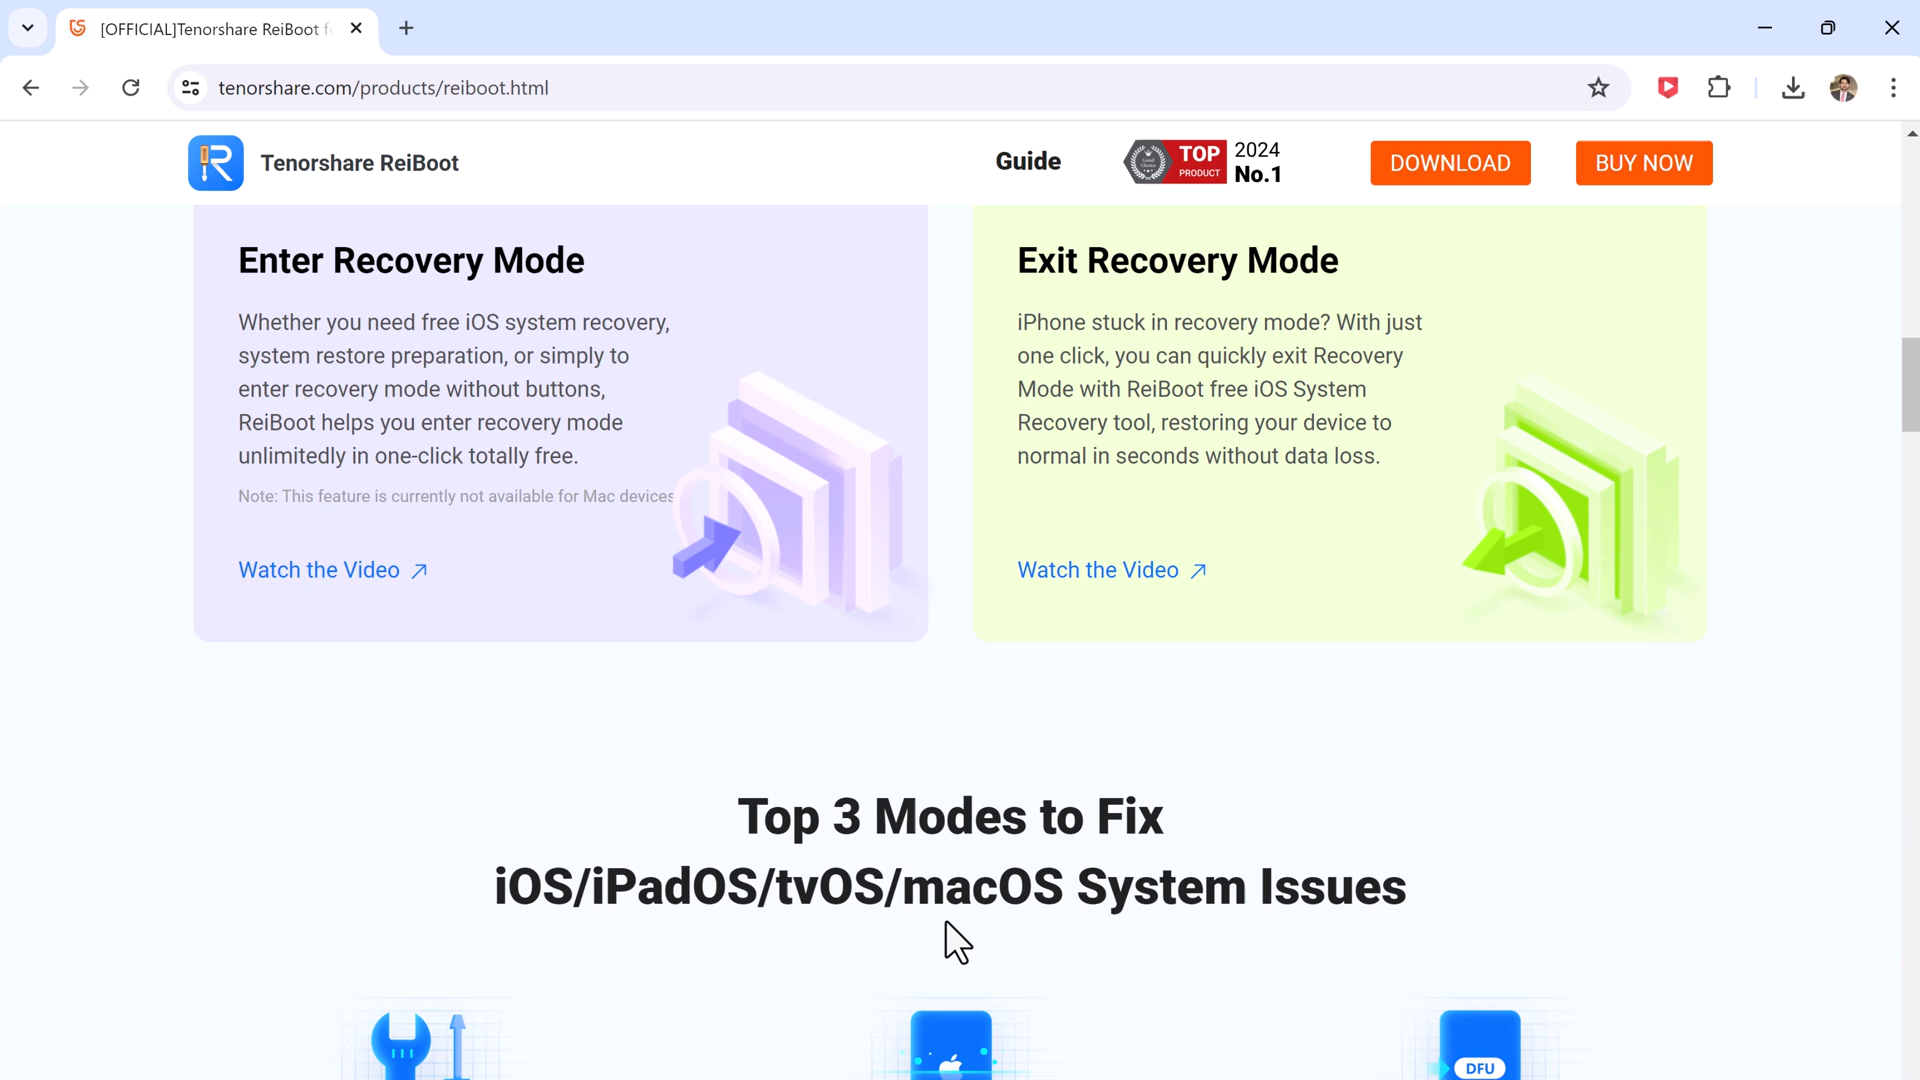 [OFFICIAL]Tenorshare ReiBoot f
tenorshare.com/products/reiboot.html
Tenorshare ReiBoot
Guide
TOP
PRODUCT
2024
No.1
DOWNLOAD
BUY NOW
Enter Recovery Mode
Whether you need free iOS system recovery,
system restore preparation, or simply to
enter recovery mode without buttons,
ReiBoot helps you enter recovery mode
unlimitedly in one-click totally free.
Note: This feature is currently not available for Mac devices
Watch the Video
Exit Recovery Mode
iPhone stuck in recovery mode? With just
one click, you can quickly exit Recovery
Mode with ReiBoot free iOS System
Recovery tool, restoring your device to
normal in seconds without data loss.
Watch the Video
Top 3 Modes to Fix
iOS/iPadOS/tvOS/macOS System Issues
DFU